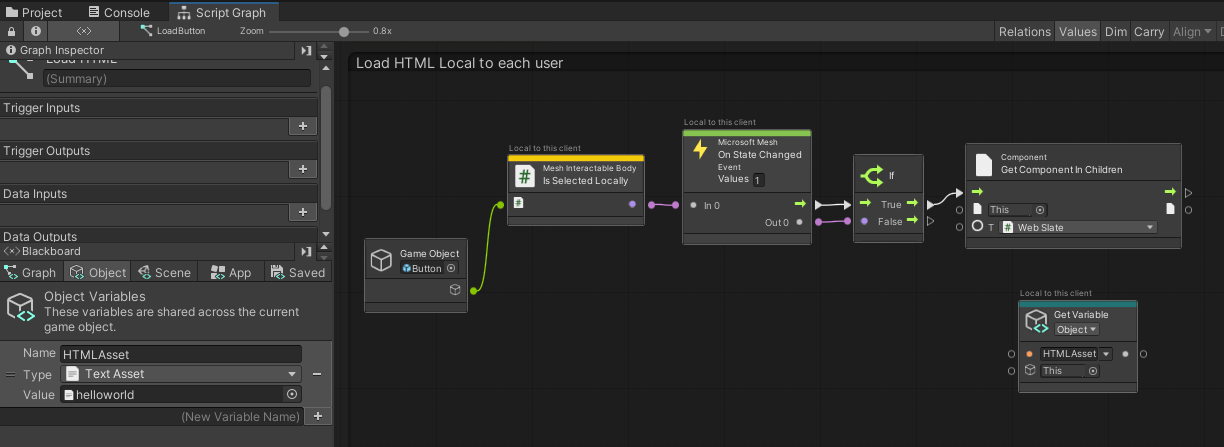 Project
Console
Script Graph
LoadButton
Zoom
0.8x
Relations
Values
Dim
Carry
Align
Graph Inspector
Load HTML
(Summary)
Trigger Inputs
Trigger Outputs
Data Inputs
Data Outputs
Blackboard
Graph
Object
Scene
App
Saved
Object Variables
These variables are shared across the current
game object.
Name
HTMLAsset
Type
Text Asset
Value
helloworld
(New Variable Name)
Load HTML Local to each user
Game Object
Button
Local to this client
Mesh Interactable Body
Is Selected Locally
Local to this client
Microsoft Mesh
On State Changed
Event
Values 1
In 0
Out 0
If
True
False
Component
Get Component In Children
This
T
Web Slate
Local to this client
Get Variable
Object
HTMLAsset
This